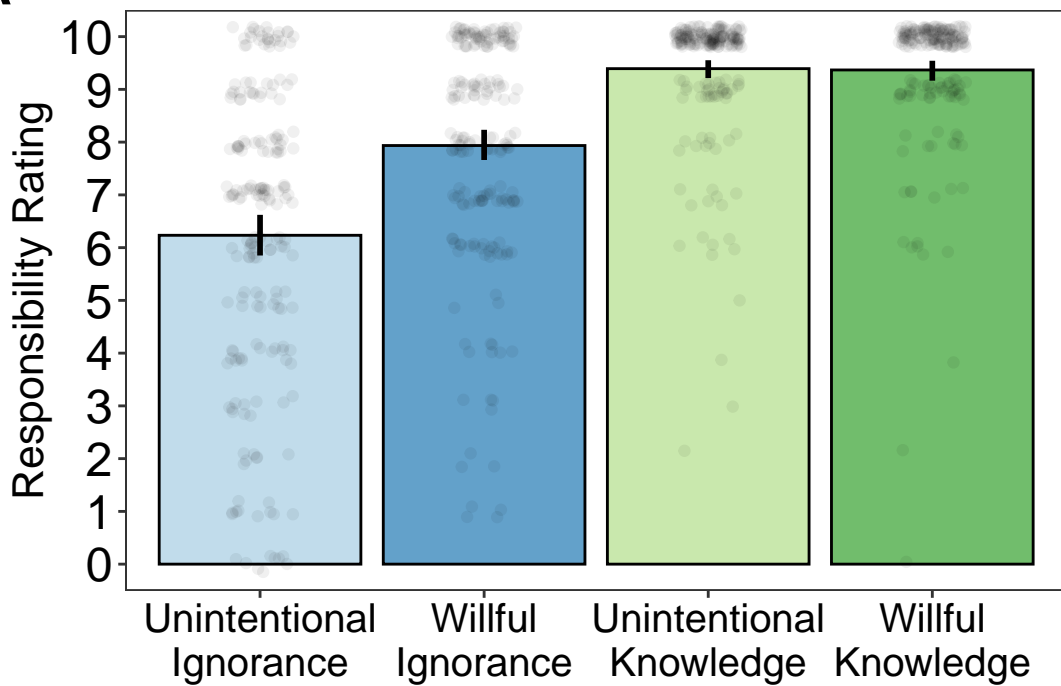 Responsibility Rating
10
9
8
7
6
5
4
3
2
1
0
Unintentional
Ignorance
Willful
Ignorance
Unintentional
Knowledge
Willful
Knowledge